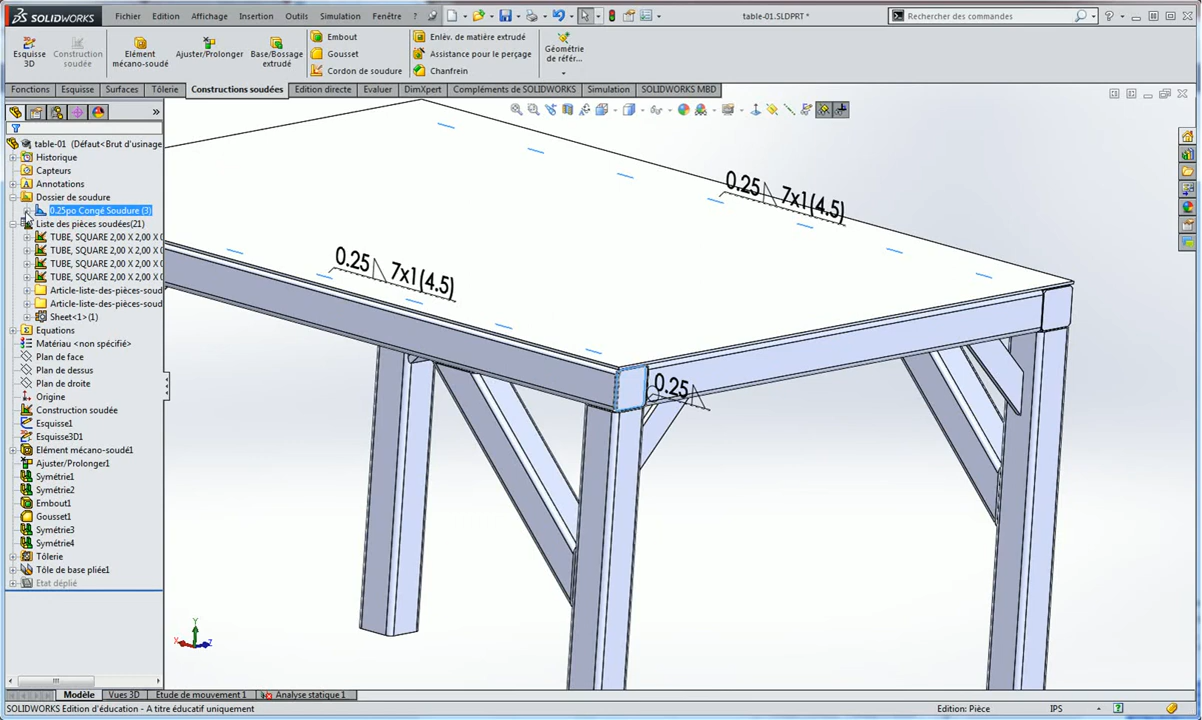 SOLIDWORKS
Fichier Edition Affichage Insertion Outils Simulation Fenêtre ?
table-01.SLDPRT *
Rechercher des commandes
Esquisse 3D
Construction soudée
Elément mécano-soudé
Ajuster/Prolonger
Base/Bossage extrudé
Embout
Gousset
Cordon de soudure
Enlèv. de matière extrudé
Assistance pour le perçage
Chanfrein
Géométrie de référ...
Fonctions Esquisse Surfaces Tôlerie Constructions soudées Edition directe Evaluer DimXpert Compléments de SOLIDWORKS Simulation SOLIDWORKS MBD
table-01 (Défaut<Brut d'usinage
Historique
Capteurs
Annotations
Dossier de soudure
0.25po Congé Soudure (3)
Liste des pièces soudées(21)
TUBE, SQUARE 2,00 X 2,00 X 0
TUBE, SQUARE 2,00 X 2,00 X 0
TUBE, SQUARE 2,00 X 2,00 X 0
TUBE, SQUARE 2,00 X 2,00 X 0
Article-liste-des-pièces-soud
Article-liste-des-pièces-soud
Sheet<1>(1)
Equations
Matériau <non spécifié>
Plan de face
Plan de dessus
Plan de droite
Origine
Construction soudée
Esquisse1
Esquisse3D1
Elément mécano-soudé1
Ajuster/Prolonger1
Symétrie1
Symétrie2
Embout1
Gousset1
Symétrie3
Symétrie4
Tôlerie
Tôle de base pliée1
Etat déplié
0.25 7x1(4.5)
0.25 7x1(4.5)
0.25
Y
X Z
Modèle Vues 3D Etude de mouvement 1 Analyse statique 1
SOLIDWORKS Edition d'éducation - A titre éducatif uniquement
Edition: Pièce IPS